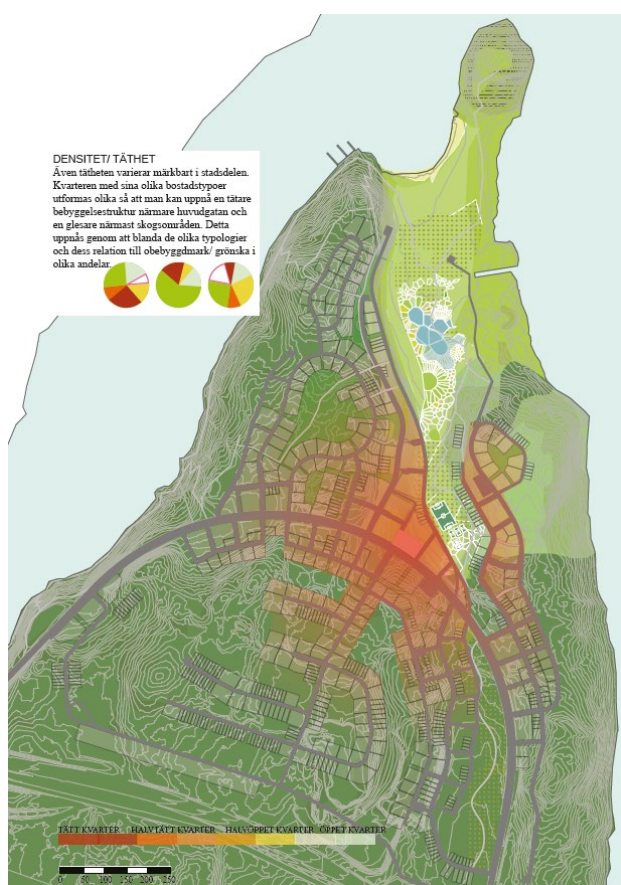 DENSITET/ TÄTHET
Även tätheten varierar märkbart i stadsdelen.
Kvarteren med sina olika bostadstypoer
utformas olika så att man kan uppnå en tätare
bebyggelsestruktur närmare huvudgatan och
en glesare närmast skogsområden. Detta
uppnås genom att blanda de olika typologier
och dess relation till obebyggdmark/ grönska i
olika andelar.
TÄTT KVARTER HALVTÄTT KVARTER HALVÖPPET KVARTER ÖPPET KVARTER
0 50 100 150 200 250